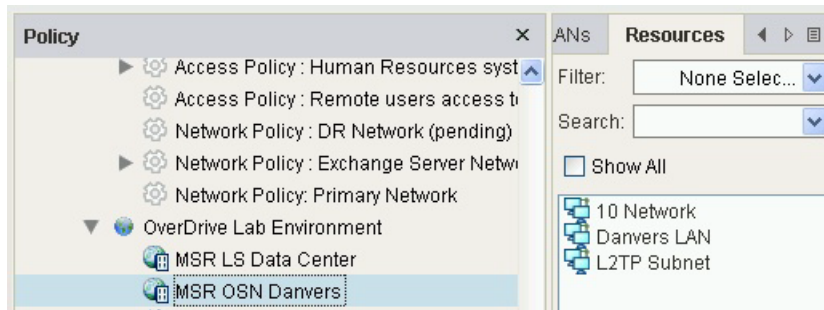 Policy
Access Policy : Human Resources syst
Access Policy : Remote users access to
Network Policy : DR Network (pending)
Network Policy : Exchange Server Netw
Network Policy: Primary Network
OverDrive Lab Environment
MSR LS Data Center
MSR OSN Danvers
ANs Resources
Filter: None Selec...
Search:
Show All
10 Network
Danvers LAN
L2TP Subnet